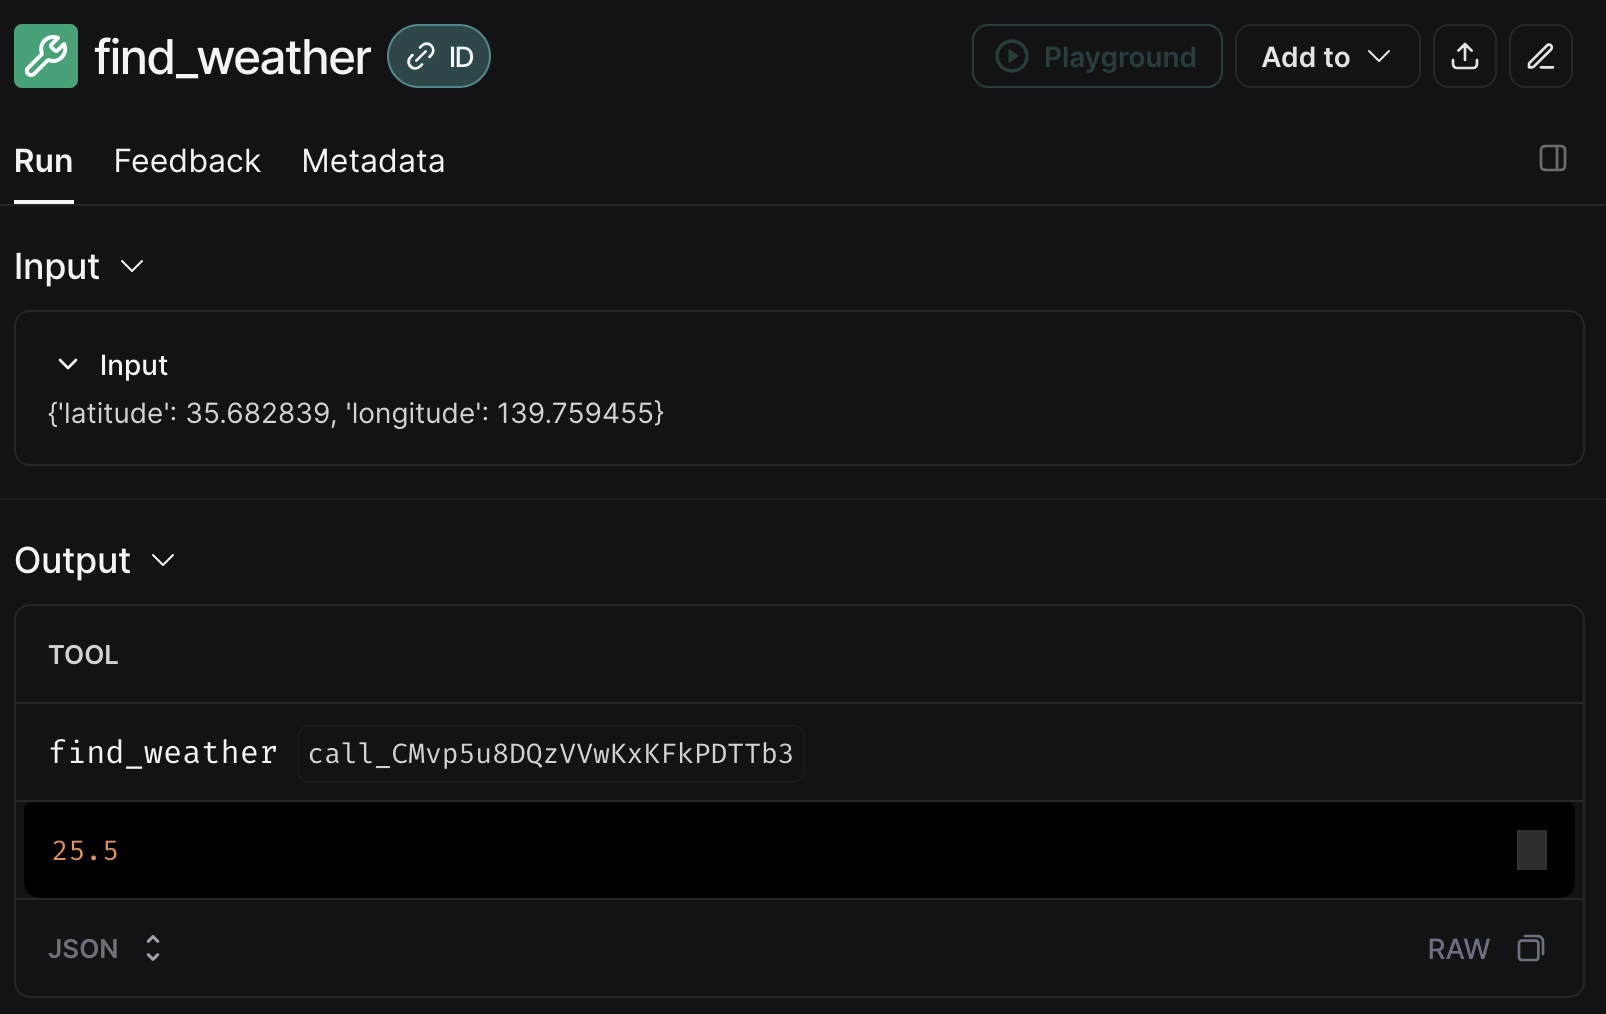 find_weather ID Playground Add to
Run Feedback Metadata
Input
Input
{'latitude': 35.682839, 'longitude': 139.759455}
Output
TOOL
find_weather call_CMvp5u8DQzVVwKxKFkPDTTb3
25.5
JSON RAW